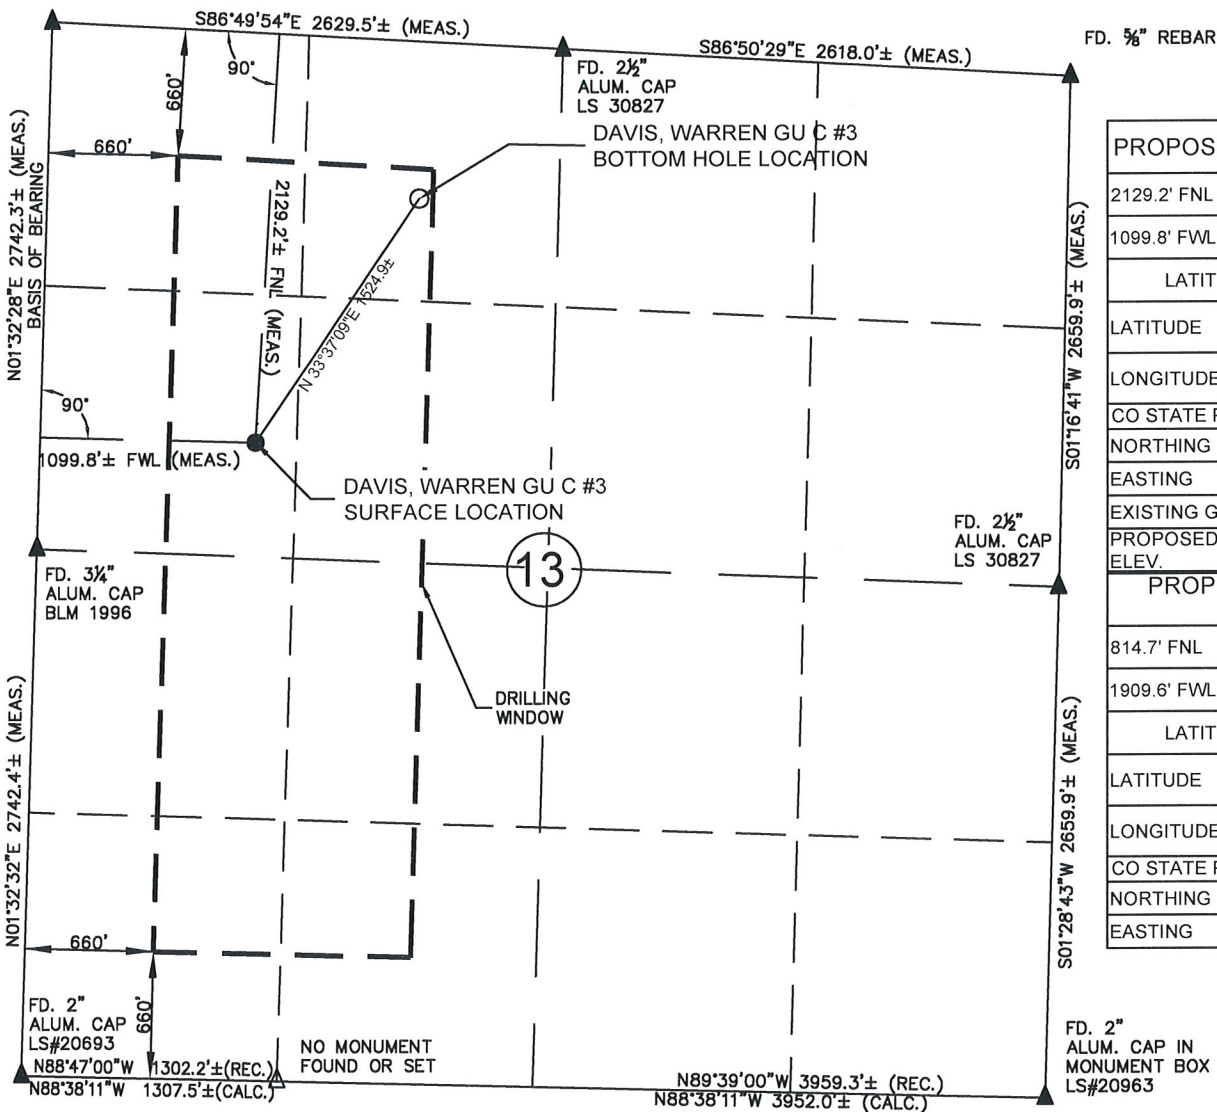 S86°49'54"E 2629.5'± (MEAS.)
S86°50'29"E 2618.0'± (MEAS.)
FD. ⅝" REBAR
90°
660'
660'
FD. 2½"
ALUM. CAP
LS 30827
DAVIS, WARREN GU C #3
BOTTOM HOLE LOCATION
N01°32'28"E 2742.3'± (MEAS.)
BASIS OF BEARING
2129.2'± FNL (MEAS.)
N 33°37'09"E 1524.9±
S01°16'41"W 2659.9'± (MEAS.)
90°
1099.8'± FWL (MEAS.)
DAVIS, WARREN GU C #3
SURFACE LOCATION
FD. 3¼"
ALUM. CAP
BLM 1996
13
FD. 2½"
ALUM. CAP
LS 30827
DRILLING
WINDOW
N01°32'32"E 2742.4'± (MEAS.)
S01°28'43"W 2659.9'± (MEAS.)
660'
660'
FD. 2"
ALUM. CAP
LS#20693
NO MONUMENT
FOUND OR SET
N88°47'00"W 1302.2'±(REC.)
N88°38'11"W 1307.5'±(CALC.)
N89°39'00"W 3959.3'± (REC.)
N88°38'11"W 3952.0'± (CALC.)
FD. 2"
ALUM. CAP IN
MONUMENT BOX
LS#20963
PROPOS
2129.2' FNL
1099.8' FWL
LATIT
LATITUDE
LONGITUDE
CO STATE P
NORTHING
EASTING
EXISTING G
PROPOSED
ELEV.
PROP
814.7' FNL
1909.6' FWL
LATIT
LATITUDE
LONGITUDE
CO STATE P
NORTHING
EASTING